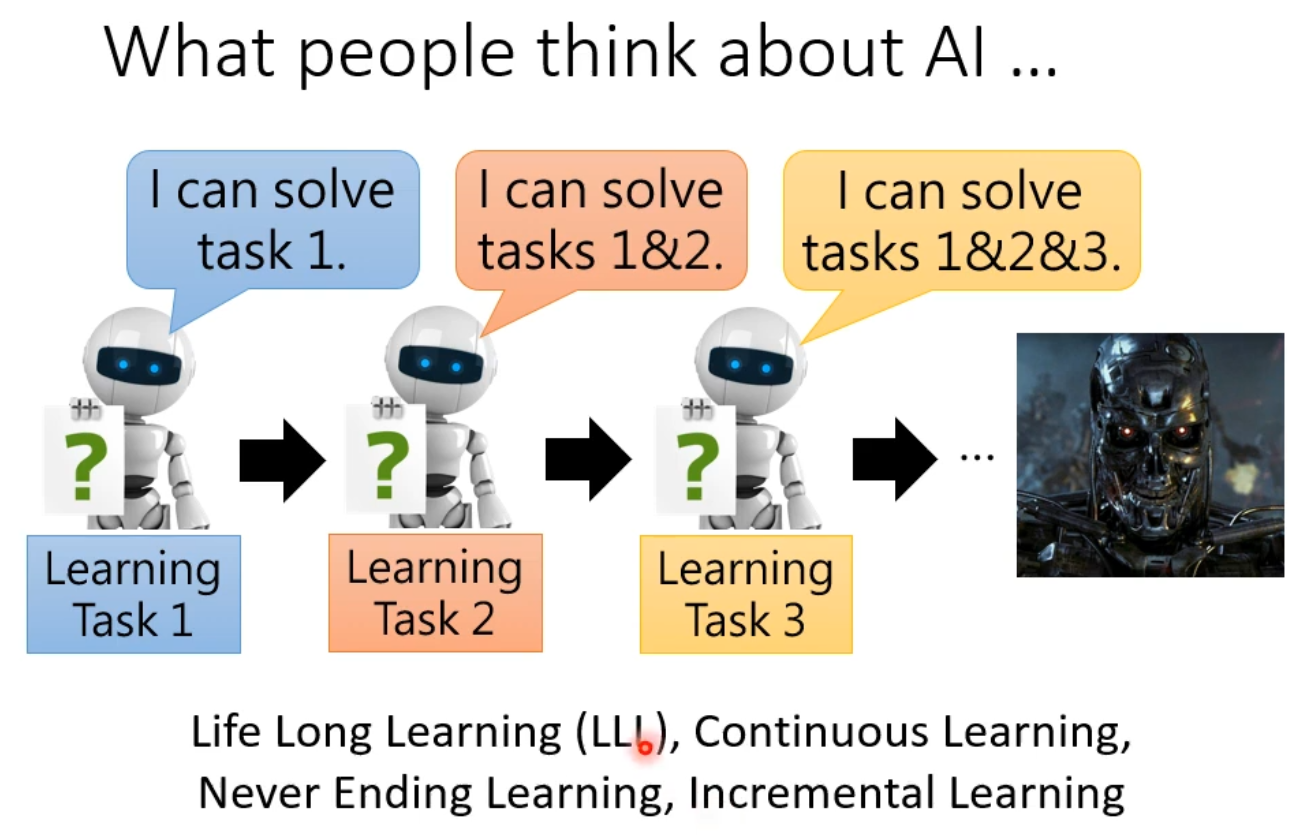 What people think about AI ...
I can solve
task 1.
I can solve
tasks 1&2.
I can solve
tasks 1&2&3.
?
?
?
...
Learning
Task 1
Learning
Task 2
Learning
Task 3
Life Long Learning (LLL), Continuous Learning,
Never Ending Learning, Incremental Learning